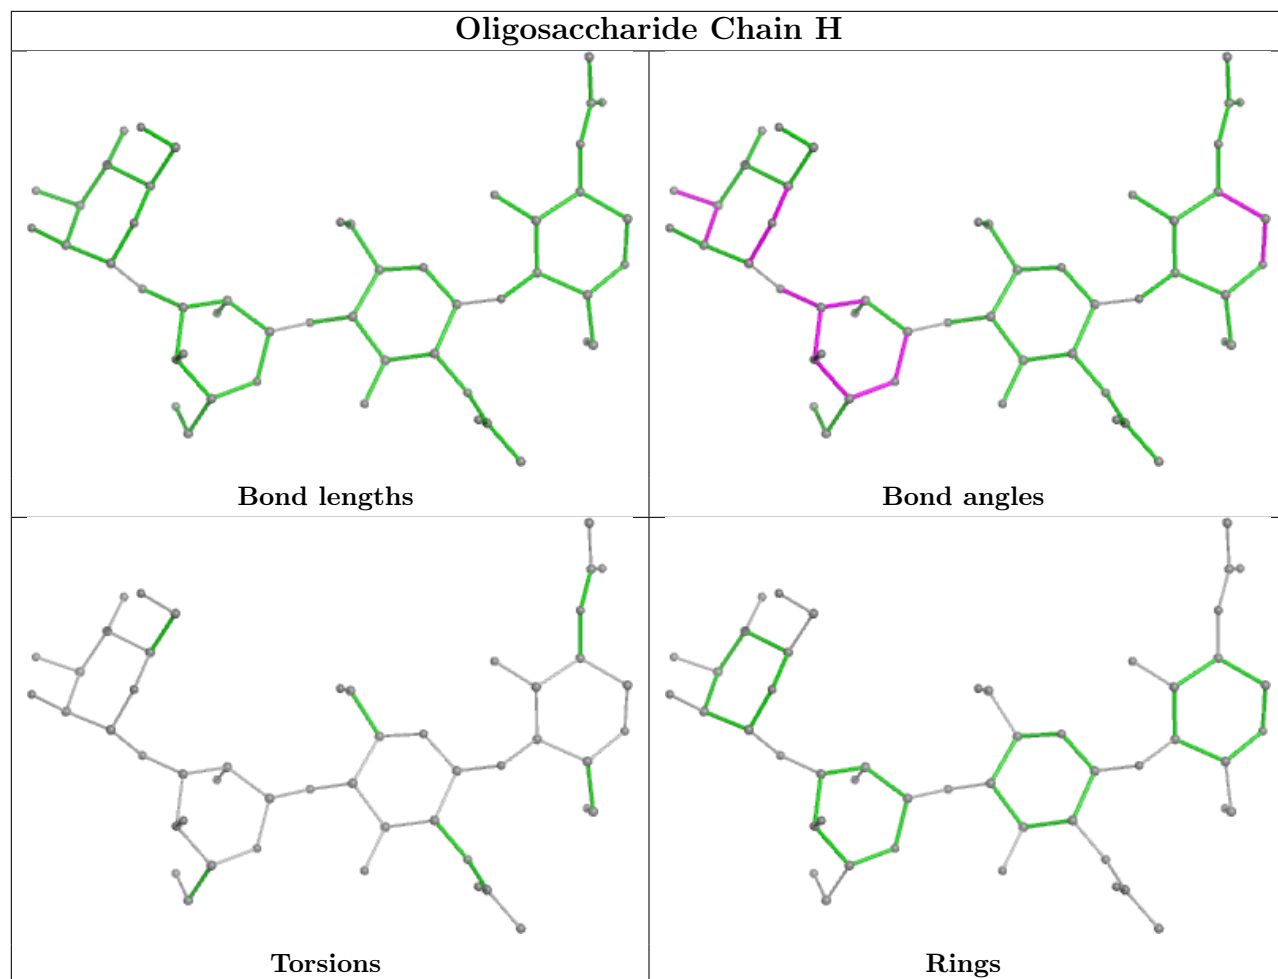 Oligosaccharide Chain H
Bond lengths
Bond angles
Torsions
Rings